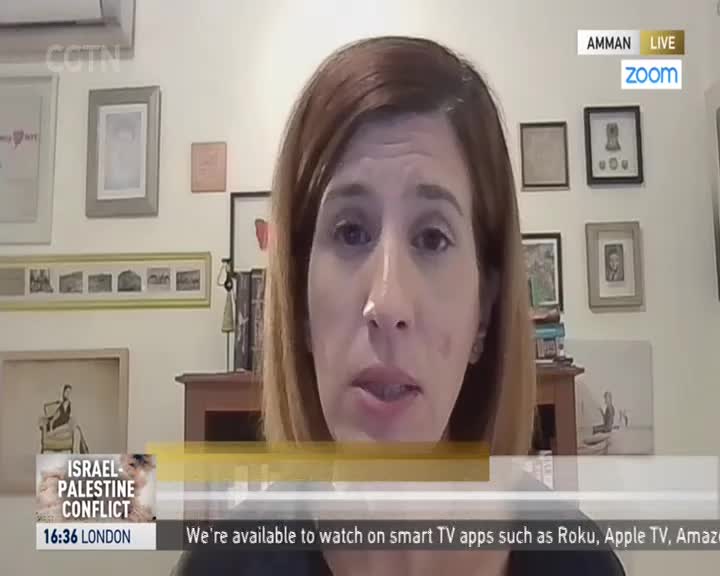 CGTN
AMMAN LIVE
zoom
ISRAEL-
PALESTINE
CONFLICT
16:36 LONDON
We're available to watch on smart TV apps such as Roku, Apple TV, Amaz